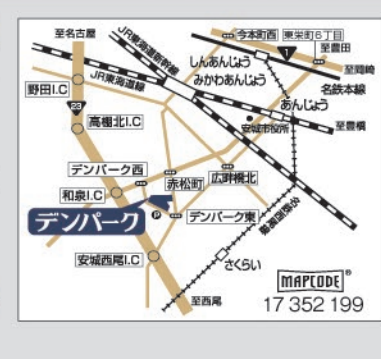 至名古屋
今本町西
東栄町6丁目
至豊田
1
JR東海道新幹線
しんあんじょう
みかわあんじょう
至岡崎
JR東海道線
名鉄本線
野田I.C
23
あんじょう
安城市役所
至豊橋
高棚北I.C
デンパーク西
赤松町
広畔橋北
和泉I.C
デンパーク
P
デンパーク東
名鉄西尾線
安城西尾I.C
さくらい
至西尾
MAPCODE®
17 352 199